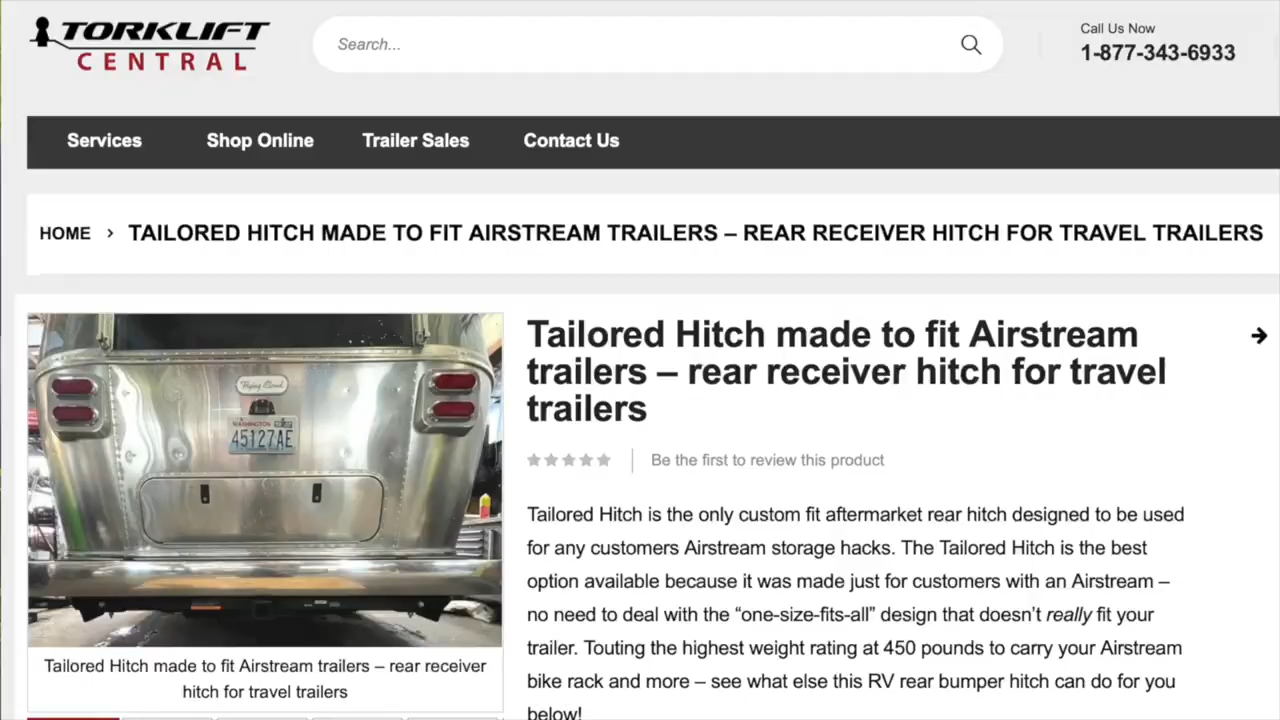 TORKLIFT
CENTRAL
Search...
Call Us Now
1-877-343-6933
Services
Shop Online
Trailer Sales
Contact Us
HOME > TAILORED HITCH MADE TO FIT AIRSTREAM TRAILERS – REAR RECEIVER HITCH FOR TRAVEL TRAILERS
Flying Cloud
WASHINGTON
45127AE
Tailored Hitch made to fit Airstream trailers – rear receiver
hitch for travel trailers
Tailored Hitch made to fit Airstream
trailers – rear receiver hitch for travel
trailers
Be the first to review this product
Tailored Hitch is the only custom fit aftermarket rear hitch designed to be used
for any customers Airstream storage hacks. The Tailored Hitch is the best
option available because it was made just for customers with an Airstream –
no need to deal with the “one-size-fits-all” design that doesn’t really fit your
trailer. Touting the highest weight rating at 450 pounds to carry your Airstream
bike rack and more – see what else this RV rear bumper hitch can do for you
below!